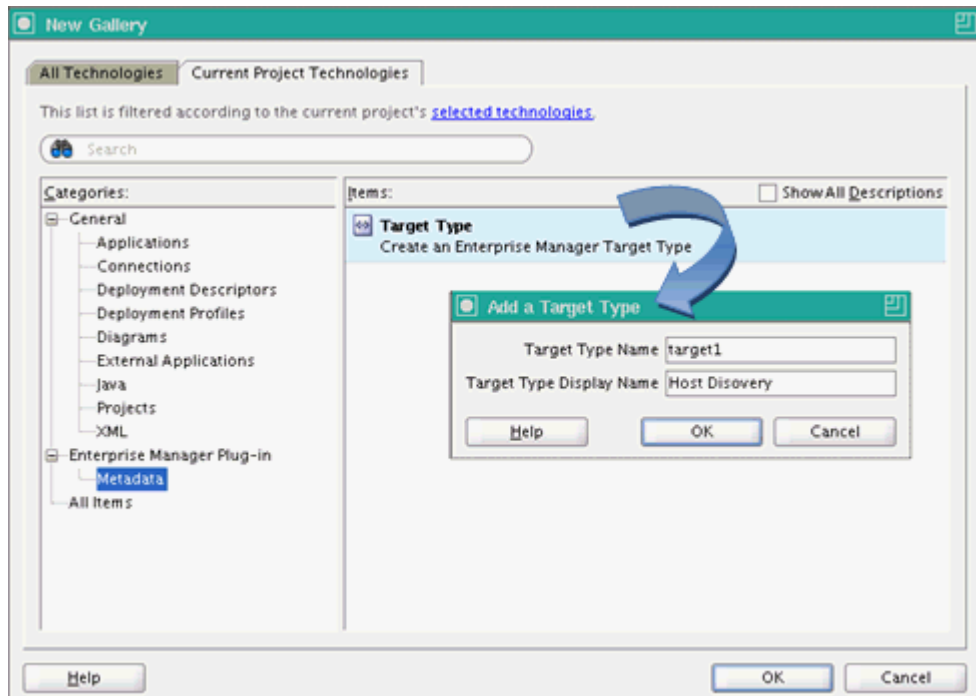 New Gallery
All Technologies
Current Project Technologies
This list is filtered according to the current project's selected technologies.
Search
Categories:
General
Applications
Connections
Deployment Descriptors
Deployment Profiles
Diagrams
External Applications
Java
Projects
XML
Enterprise Manager Plug-in
Metadata
All Items
Items:
Show All Descriptions
Target Type
Create an Enterprise Manager Target Type
Add a Target Type
Target Type Name target1
Target Type Display Name Host Disovery
Help
OK
Cancel
Help
OK
Cancel